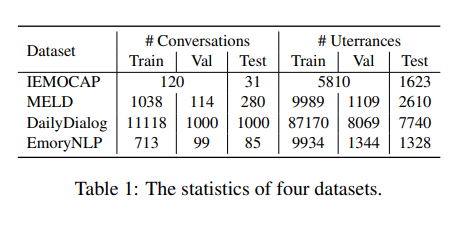 Dataset # Conversations # Uterrances
Train Val Test Train Val Test
IEMOCAP 120 31 5810 1623
MELD 1038 114 280 9989 1109 2610
DailyDialog 11118 1000 1000 87170 8069 7740
EmoryNLP 713 99 85 9934 1344 1328
Table 1: The statistics of four datasets.